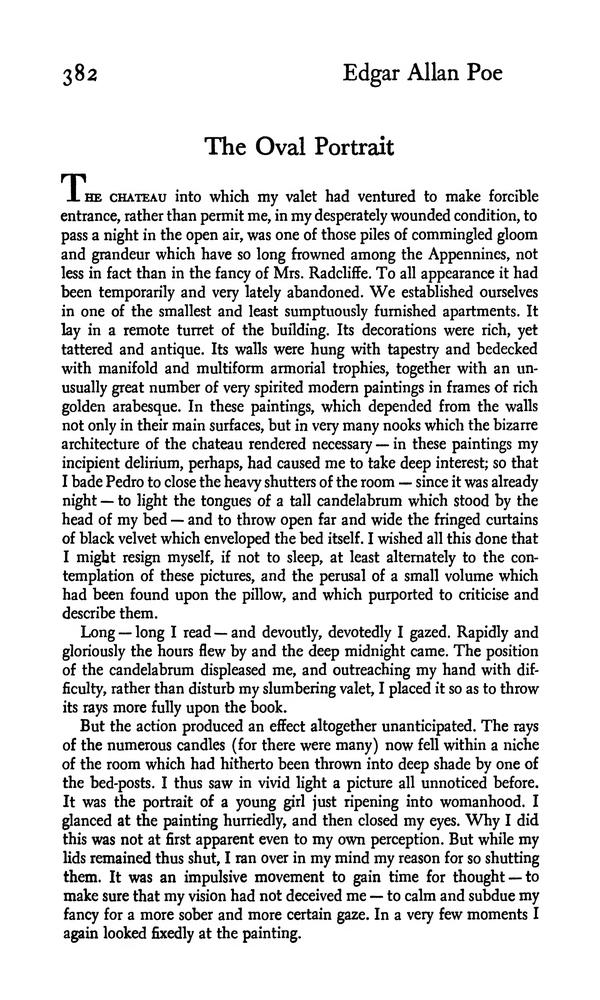 382
Edgar Allan Poe
The Oval Portrait
THE CHATEAU into which my valet had ventured to make forcible
entrance, rather than permit me, in my desperately wounded condition, to
pass a night in the open air, was one of those piles of commingled gloom
and grandeur which have so long frowned among the Appennines, not
less in fact than in the fancy of Mrs. Radcliffe. To all appearance it had
been temporarily and very lately abandoned. We established ourselves
in one of the smallest and least sumptuously furnished apartments. It
lay in a remote turret of the building. Its decorations were rich, yet
tattered and antique. Its walls were hung with tapestry and bedecked
with manifold and multiform armorial trophies, together with an un-
usually great number of very spirited modern paintings in frames of rich
golden arabesque. In these paintings, which depended from the walls
not only in their main surfaces, but in very many nooks which the bizarre
architecture of the chateau rendered necessary — in these paintings my
incipient delirium, perhaps, had caused me to take deep interest; so that
I bade Pedro to close the heavy shutters of the room — since it was already
night — to light the tongues of a tall candelabrum which stood by the
head of my bed — and to throw open far and wide the fringed curtains
of black velvet which enveloped the bed itself. I wished all this done that
I might resign myself, if not to sleep, at least alternately to the con-
templation of these pictures, and the perusal of a small volume which
had been found upon the pillow, and which purported to criticise and
describe them.
Long — long I read — and devoutly, devotedly I gazed. Rapidly and
gloriously the hours flew by and the deep midnight came. The position
of the candelabrum displeased me, and outreaching my hand with dif-
ficulty, rather than disturb my slumbering valet, I placed it so as to throw
its rays more fully upon the book.
But the action produced an effect altogether unanticipated. The rays
of the numerous candles (for there were many) now fell within a niche
of the room which had hitherto been thrown into deep shade by one of
the bed-posts. I thus saw in vivid light a picture all unnoticed before.
It was the portrait of a young girl just ripening into womanhood. I
glanced at the painting hurriedly, and then closed my eyes. Why I did
this was not at first apparent even to my own perception. But while my
lids remained thus shut, I ran over in my mind my reason for so shutting
them. It was an impulsive movement to gain time for thought — to
make sure that my vision had not deceived me — to calm and subdue my
fancy for a more sober and more certain gaze. In a very few moments I
again looked fixedly at the painting.